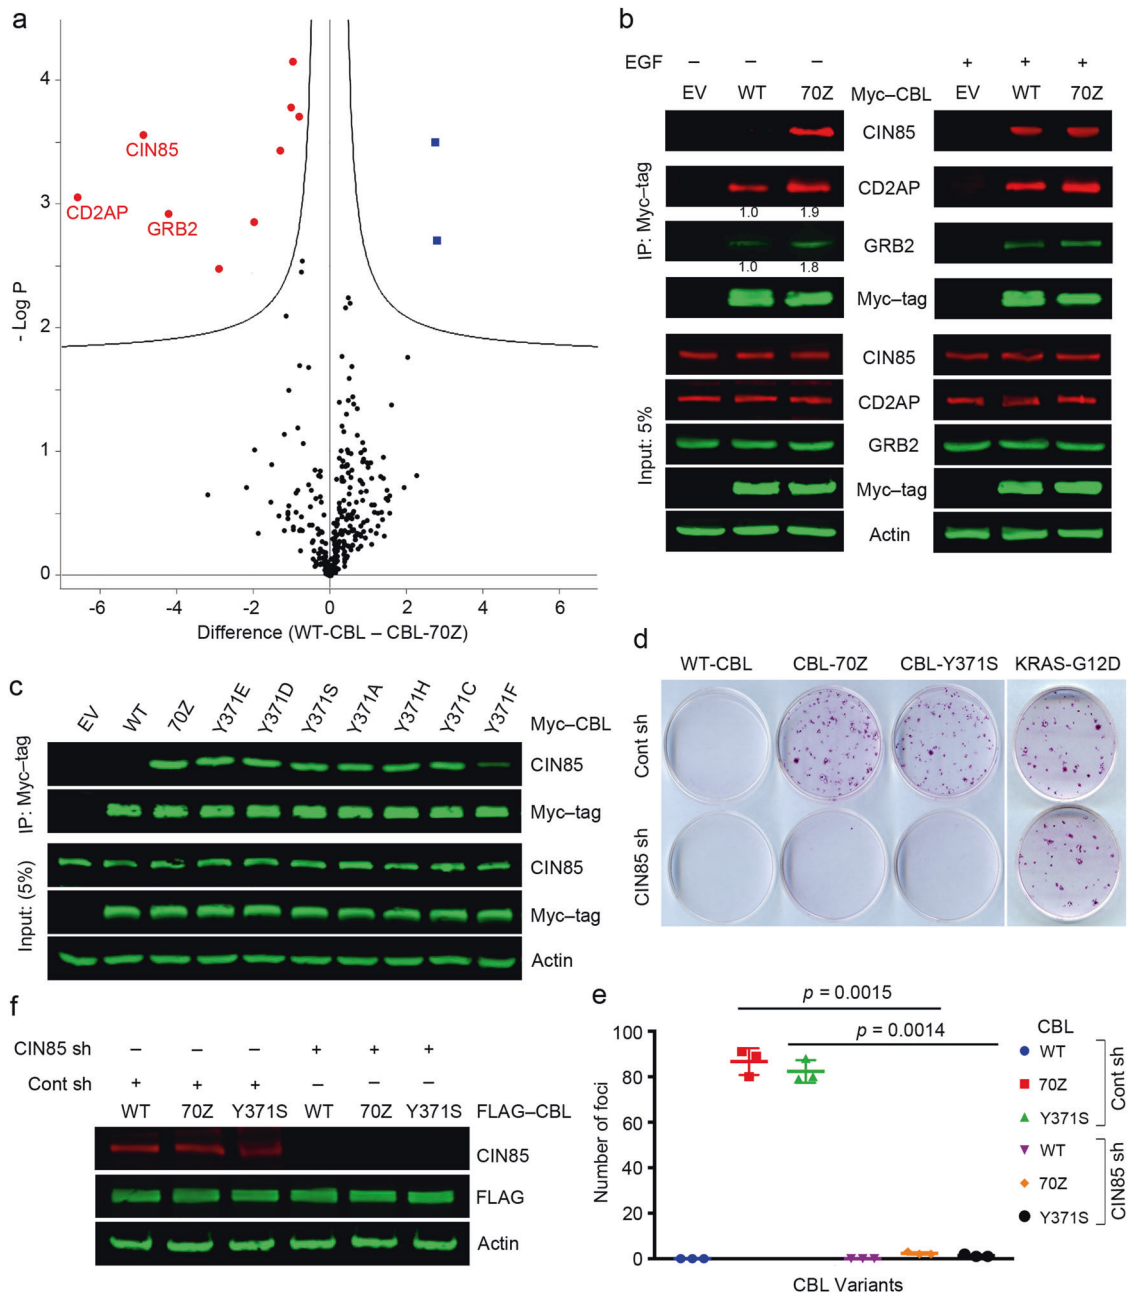 a
4
3
2
1
0
- Log P
CIN85
CD2AP
GRB2
-6 -4 -2 0 2 4 6
Difference (WT-CBL – CBL-70Z)
b
EGF – – – + + +
EV WT 70Z Myc–CBL EV WT 70Z
IP: Myc–tag
CIN85
CD2AP
1.0 1.9
GRB2
1.0 1.8
Myc–tag
Input: 5%
CIN85
CD2AP
GRB2
Myc–tag
Actin
c
EV WT 70Z Y371E Y371D Y371S Y371A Y371H Y371C Y371F Myc–CBL
IP: Myc–tag
CIN85
Myc–tag
Input: (5%)
CIN85
Myc–tag
Actin
d
WT-CBL CBL-70Z CBL-Y371S KRAS-G12D
Cont sh
CIN85 sh
e
p = 0.0015
p = 0.0014
100
80
60
40
20
0
Number of foci
CBL Variants
CBL
WT
70Z
Y371S
Cont sh
WT
70Z
Y371S
CIN85 sh
f
CIN85 sh – – – + + +
Cont sh + + + – – –
WT 70Z Y371S WT 70Z Y371S FLAG–CBL
CIN85
FLAG
Actin